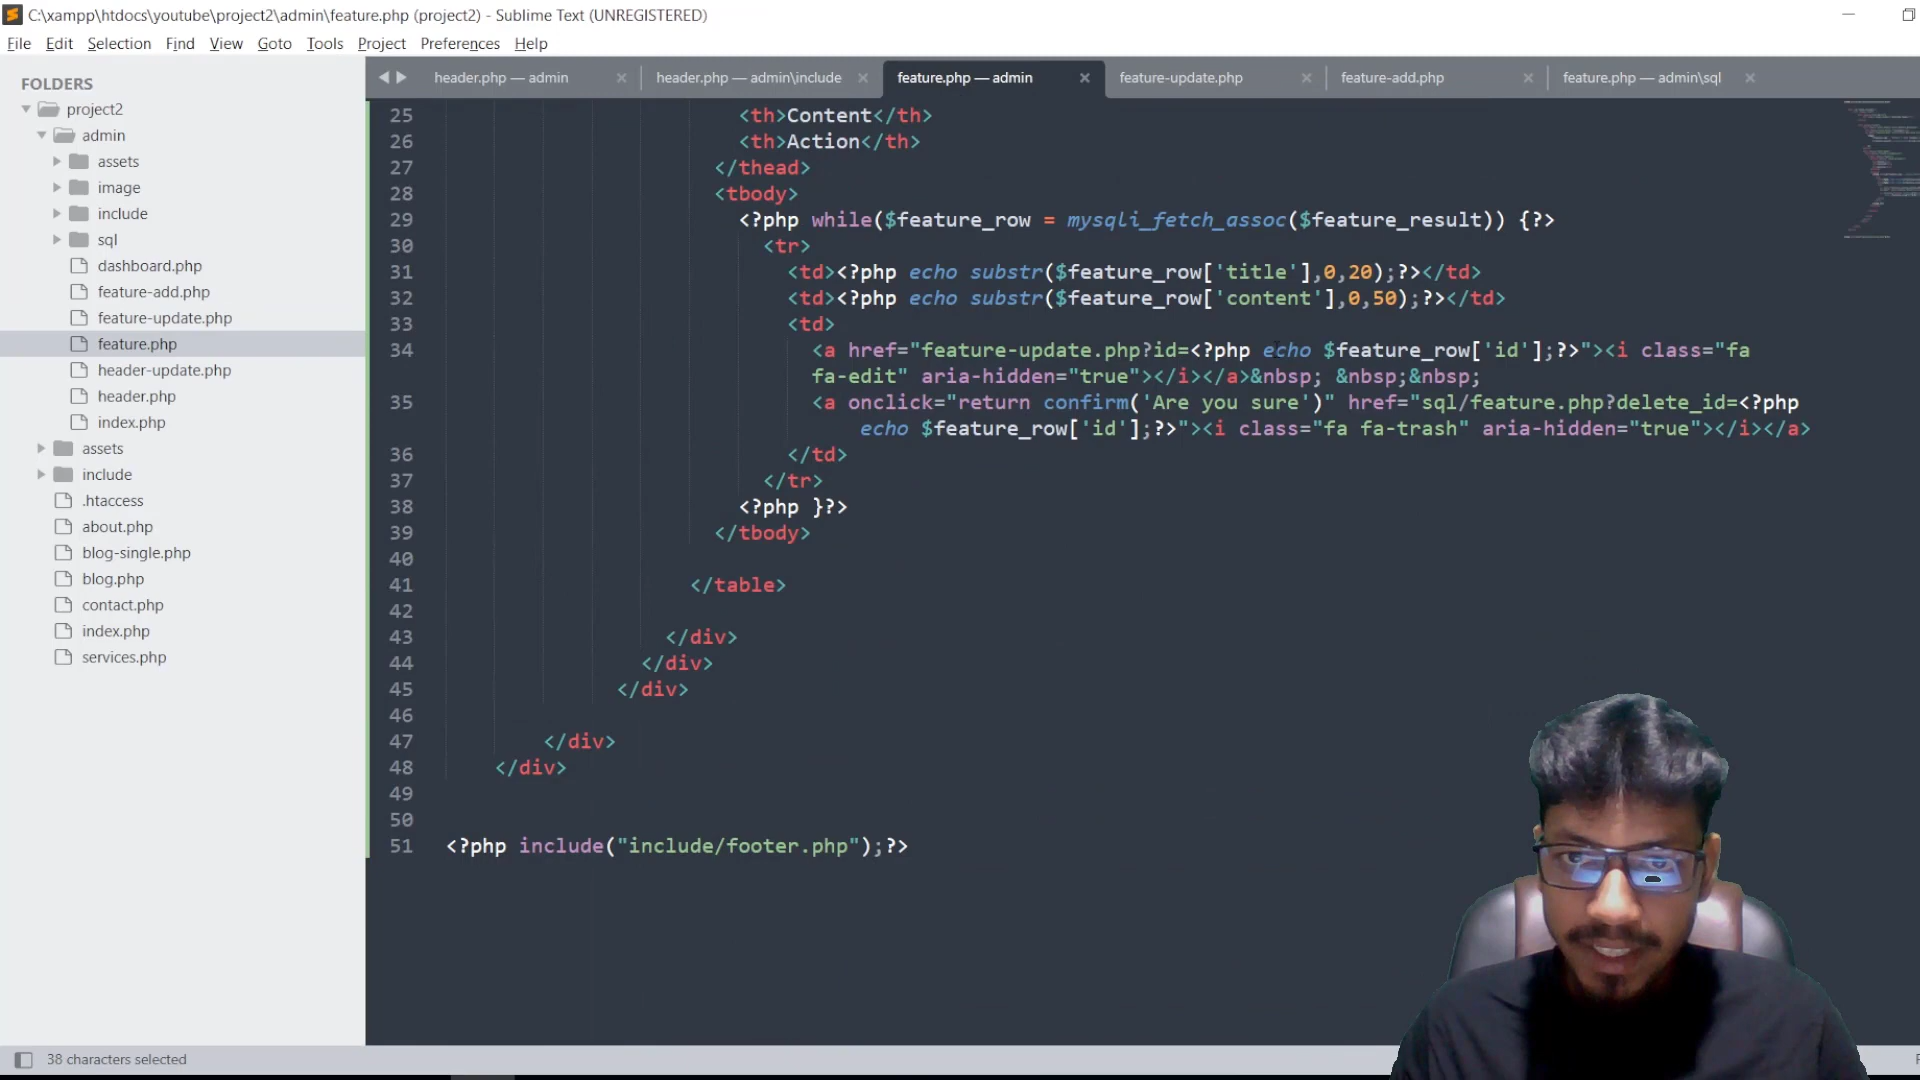 C:\xampp\htdocs\youtube\project2\admin\feature.php (project2) - Sublime Text (UNREGISTERED)
File Edit Selection Find View Goto Tools Project Preferences Help
FOLDERS
project2
admin
assets
image
include
sql
dashboard.php
feature-add.php
feature-update.php
feature.php
header-update.php
header.php
index.php
assets
include
.htaccess
about.php
blog-single.php
blog.php
contact.php
index.php
services.php
header.php — admin
header.php — admin\include
feature.php — admin
feature-update.php
feature-add.php
feature.php — admin\sql
25 <th>Content</th>
26 <th>Action</th>
27 </thead>
28 <tbody>
29 <?php while($feature_row = mysqli_fetch_assoc($feature_result)) {?>
30 <tr>
31 <td><?php echo substr($feature_row['title'],0,20);?></td>
32 <td><?php echo substr($feature_row['content'],0,50);?></td>
33 <td>
34 <a href="feature-update.php?id=<?php echo $feature_row['id'];?>"><i class="fa
fa-edit" aria-hidden="true"></i></a>&nbsp; &nbsp;&nbsp;
35 <a onclick="return confirm('Are you sure')" href="sql/feature.php?delete_id=<?php
echo $feature_row['id'];?>"><i class="fa fa-trash" aria-hidden="true"></i></a>
36 </td>
37 </tr>
38 <?php }?>
39 </tbody>
40
41 </table>
42
43 </div>
44 </div>
45 </div>
46
47 </div>
48 </div>
49
50
51 <?php include("include/footer.php");?>
38 characters selected